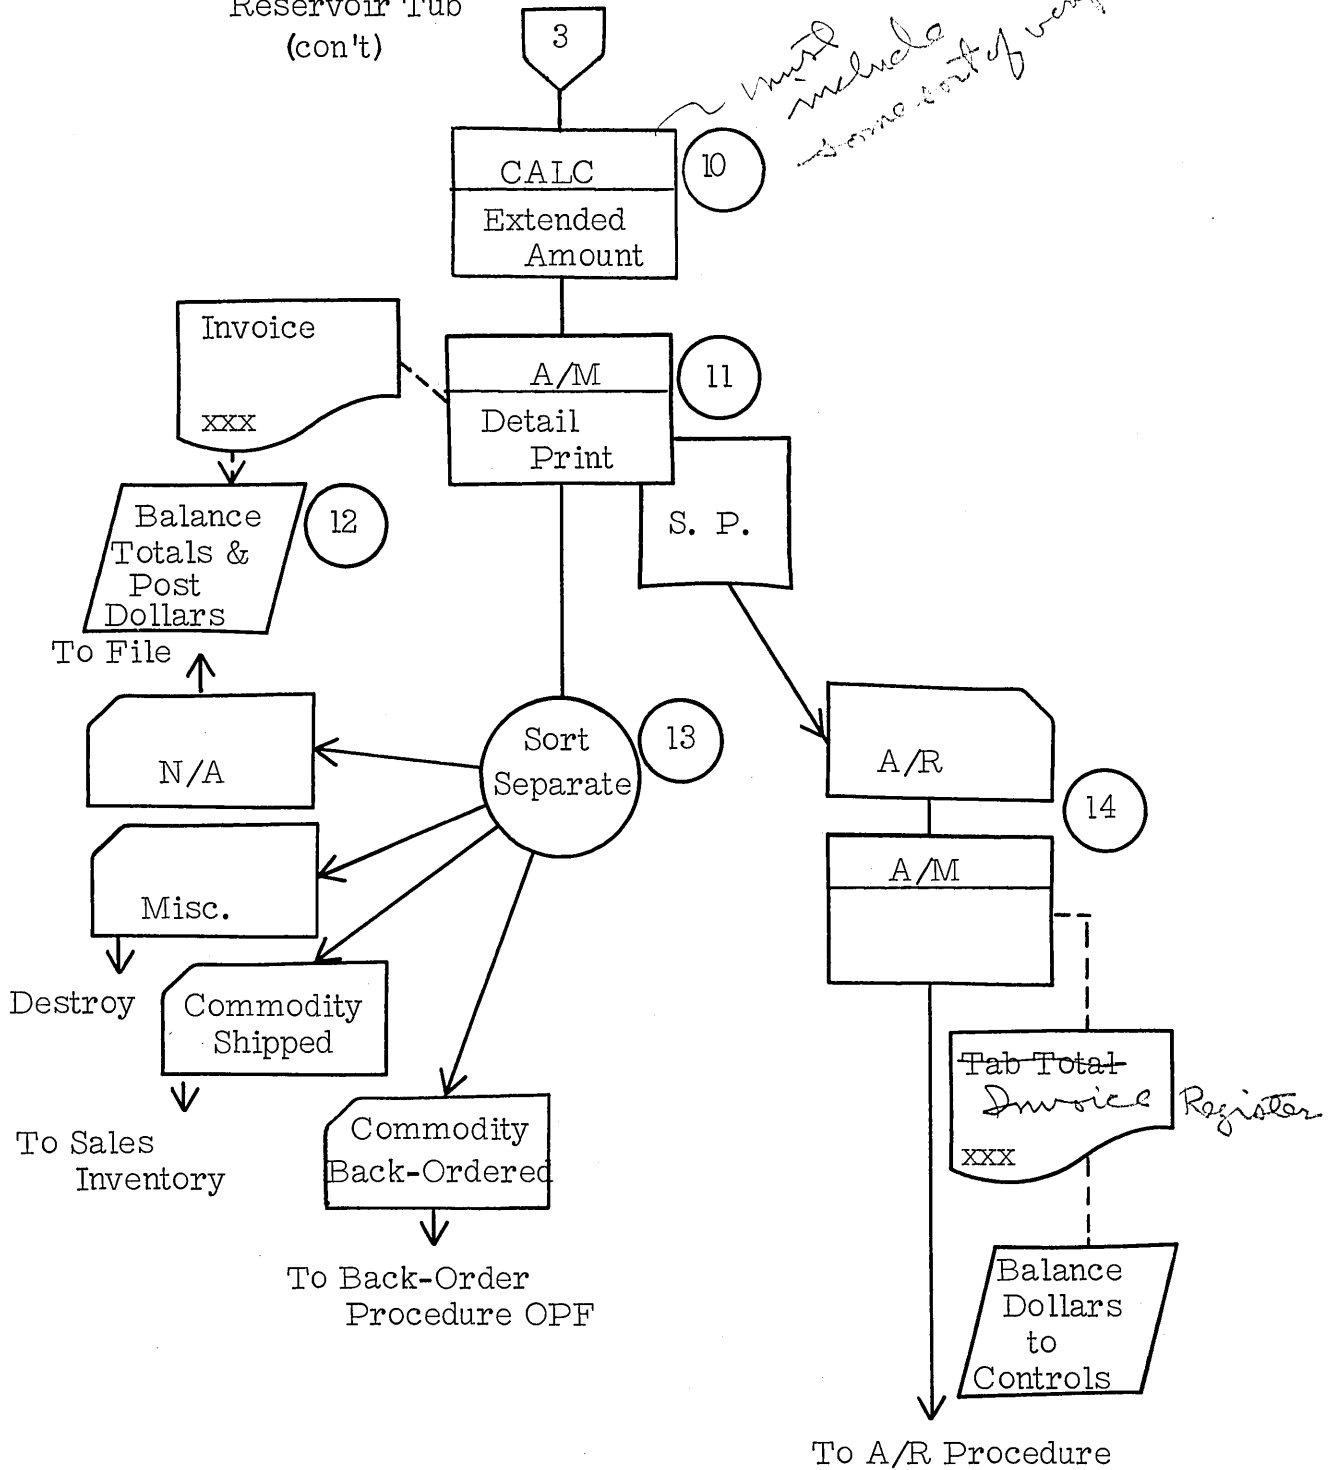 Reservoir Tub
(con't)
3
must
include
some sort of
CALC
10
Extended
Amount
Invoice
xxx
A/M
11
Detail
Print
S. P.
Balance
Totals &
Post
Dollars
12
To File
N/A
Sort
Separate
13
Misc.
Destroy
Commodity
Shipped
To Sales
Inventory
Commodity
Back-Ordered
To Back-Order
Procedure OPF
A/R
14
A/M
Tab Total
Invoice Register
xxx
Balance
Dollars
to
Controls
To A/R Procedure